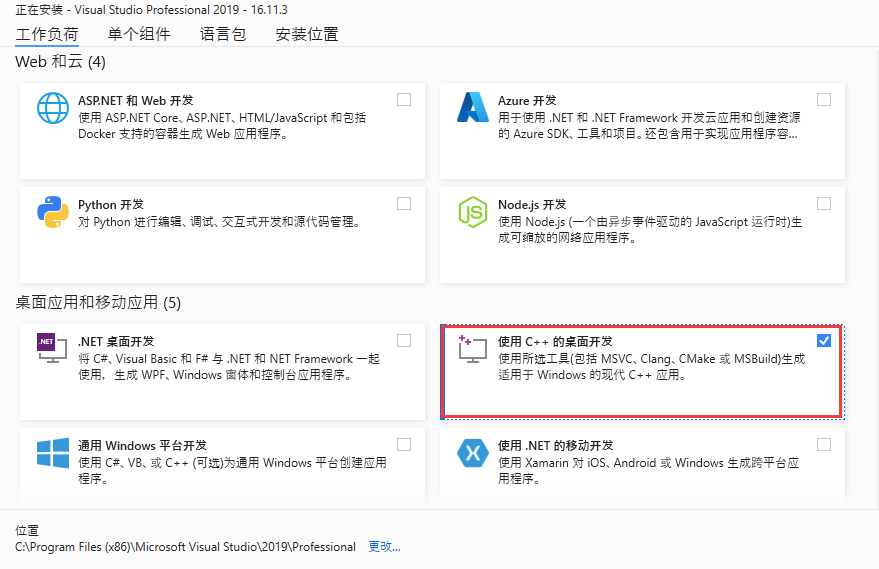 正在安装 - Visual Studio Professional 2019 - 16.11.3
工作负荷 单个组件 语言包 安装位置
Web 和云 (4)
ASP.NET 和 Web 开发
使用 ASP.NET Core、ASP.NET、HTML/JavaScript 和包括
Docker 支持的容器生成 Web 应用程序。
Azure 开发
用于使用 .NET 和 .NET Framework 开发云应用和创建资源
的 Azure SDK、工具和项目。还包含用于实现应用程序容...
Python 开发
对 Python 进行编辑、调试、交互式开发和源代码管理。
JS
Node.js 开发
使用 Node.js (一个由异步事件驱动的 JavaScript 运行时)生
成可缩放的网络应用程序。
桌面应用和移动应用 (5)
.NET
.NET 桌面开发
将 C#、Visual Basic 和 F# 与 .NET 和 NET Framework 一起
使用，生成 WPF、Windows 窗体和控制台应用程序。
使用 C++ 的桌面开发
使用所选工具(包括 MSVC、Clang、CMake 或 MSBuild)生成
适用于 Windows 的现代 C++ 应用。
通用 Windows 平台开发
使用 C#、VB、或 C++ (可选)为通用 Windows 平台创建应用
程序。
使用 .NET 的移动开发
使用 Xamarin 对 iOS、Android 或 Windows 生成跨平台应
用程序。
位置
C:\Program Files (x86)\Microsoft Visual Studio\2019\Professional 更改...